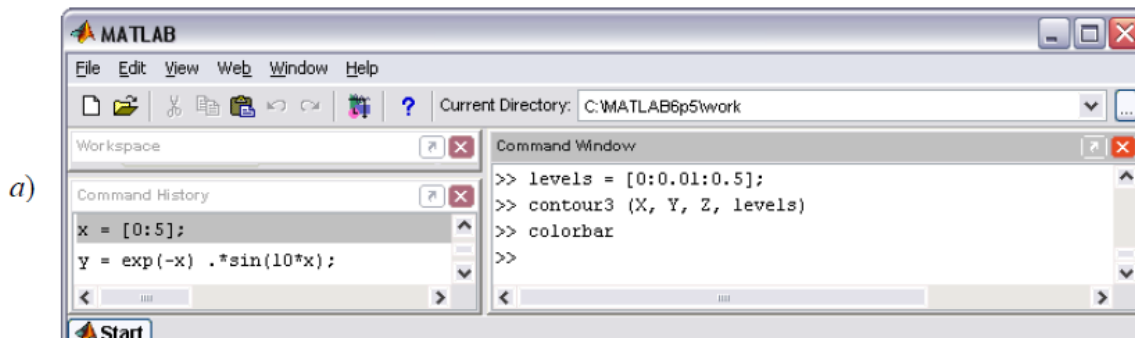 MATLAB
File Edit View Web Window Help
? Current Directory: C:\MATLAB6p5\work ...
Workspace
Command Window
a)
>> levels = [0:0.01:0.5];
Command History
>> contour3 (X, Y, Z, levels)
x = [0:5];
>> colorbar
y = exp(-x) .*sin(10*x);
>>
Start